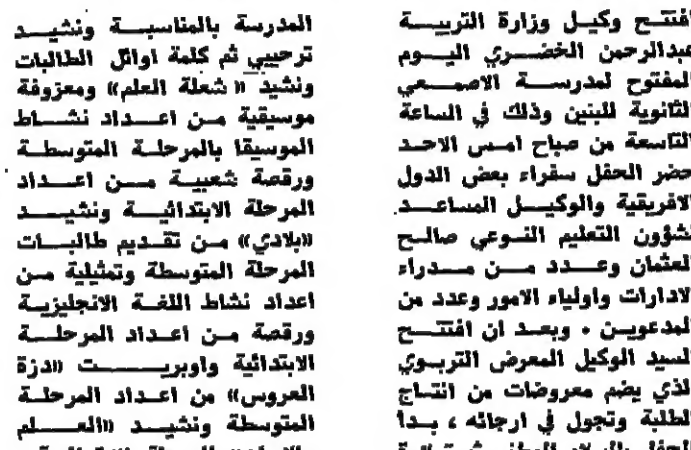 افتتح وكيل وزارة التربية
عبدالرحمن الخضري اليوم
المفتوح لمدرسة الاصمعي
الثانوية للبنين وذلك في الساعة
التاسعة من صباح امس الاحد
حضر الحفل سفراء بعض الدول
الافريقية والوكيل المساعد
لشؤون التعليم النوعي صالح
العثمان وعدد من مدراء
الادارات واولياء الامور وعدد من
المدعوين . وبعد ان افتتح
السيد الوكيل المعرض التربوي
الذي يضم معروضات من انتاج
الطلبة وتجول في ارجائه ، بدا
المدرسة بالمناسبة ونشيد
ترحيبي ثم كلمة اوائل الطالبات
ونشيد « شعلة العلم» ومعزوفة
موسيقية من اعداد نشاط
الموسيقا بالمرحلة المتوسطة
ورقصة شعبية من اعداد
المرحلة الابتدائية ونشيد
«بلادي» من تقديم طالبات
المرحلة المتوسطة وتمثيلية من
اعداد نشاط اللغة الانجليزية
ورقصة من اعداد المرحلة
الابتدائية واوبريت «دزة
العروس» من اعداد المرحلة
المتوسطة ونشيد «العلم